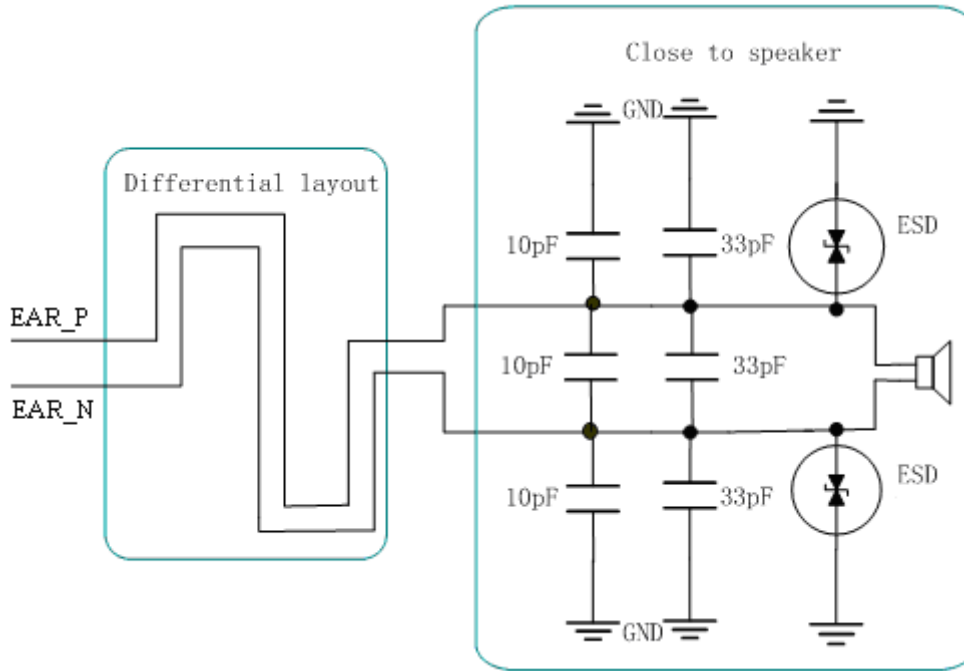 Close to speaker
GND
Differential layout
10pF
33pF
ESD
EAR_P
10pF
33pF
EAR_N
10pF
33pF
ESD
GND